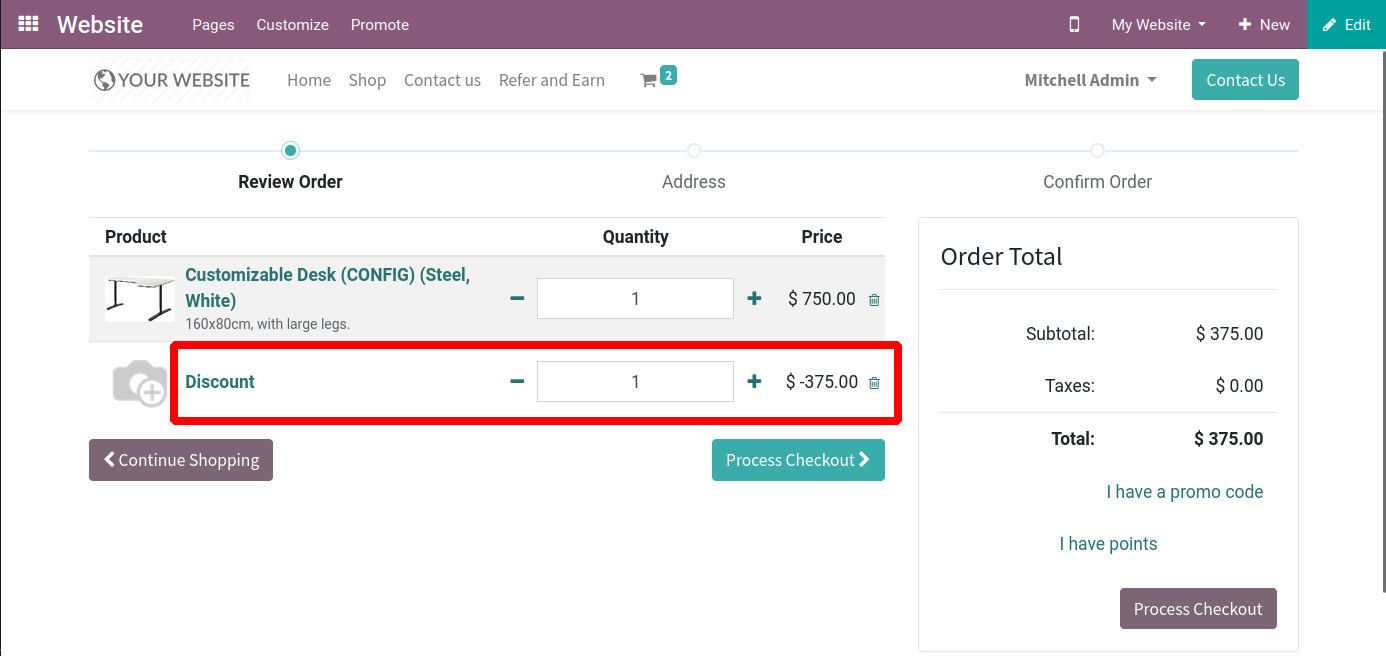 Website Pages Customize Promote My Website New Edit
YOUR WEBSITE Home Shop Contact us Refer and Earn 2 Mitchell Admin Contact Us
Review Order Address Confirm Order
Product Quantity Price
Customizable Desk (CONFIG) (Steel,
White)
160x80cm, with large legs.
1 $ 750.00
Discount 1 $ -375.00
Continue Shopping Process Checkout
Order Total
Subtotal: $ 375.00
Taxes: $ 0.00
Total: $ 375.00
I have a promo code
I have points
Process Checkout